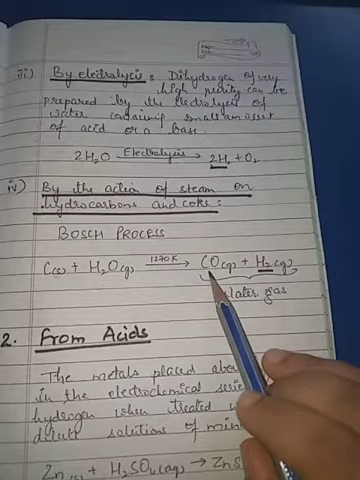 iii) By electrolysis : Dihydrogen of very
high purity can be
prepared by the electrolysis of
water containing small amount
of acid or a base.
2H₂O Electrolysis → 2H₂ + O₂
iv) By the action of steam on
hydrocarbons and coke :
BOSCH PROCESS
C(s) + H₂O(g) 1270K → CO(g) + H₂(g)
Water gas
2. From Acids
The metals placed abo
in the electrochemical serie
hydrogen when treated
dilute solutions of min
Zn(s) + H₂SO₄(aq) → ZnS